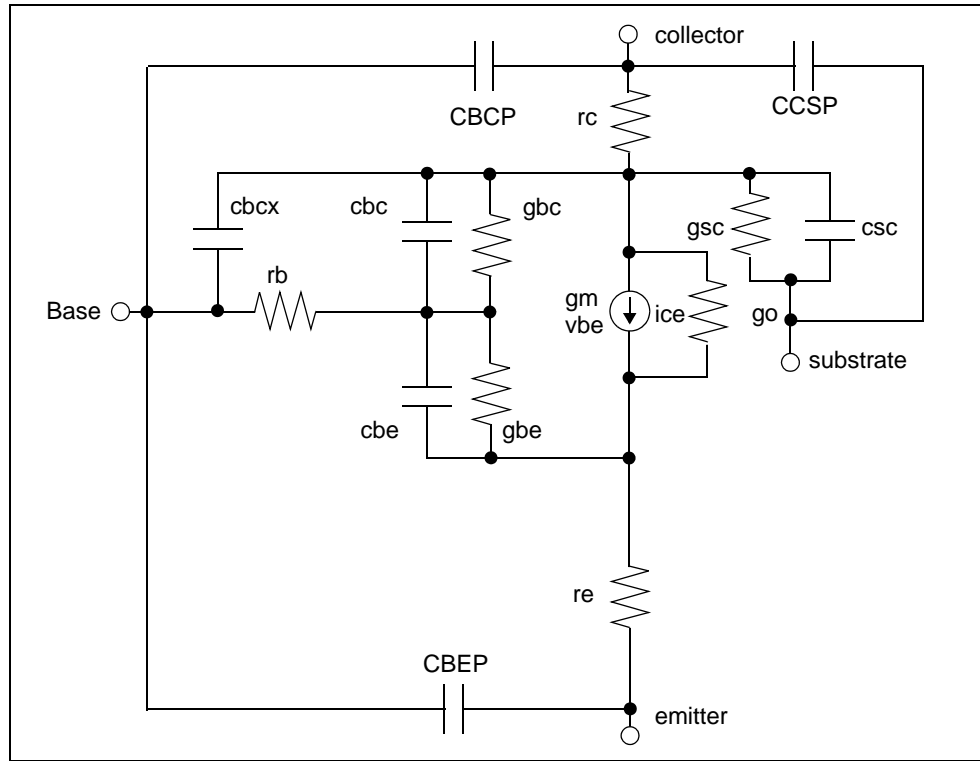 collector
CBCP
CCSP
rc
cbcx
cbc
gbc
gsc
csc
rb
Base
gm
vbe
ice
go
substrate
cbe
gbe
re
CBEP
emitter